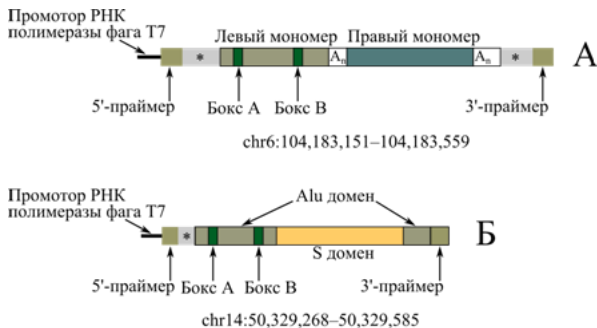 Промотор РНК
полимеразы фага Т7
Левый мономер
Правый мономер
*
An
An
*
А
5'-праймер
Бокс А
Бокс В
3'-праймер
chr6:104,183,151–104,183,559
Промотор РНК
полимеразы фага Т7
Alu домен
*
Б
S домен
5'-праймер
Бокс А
Бокс В
3'-праймер
chr14:50,329,268–50,329,585